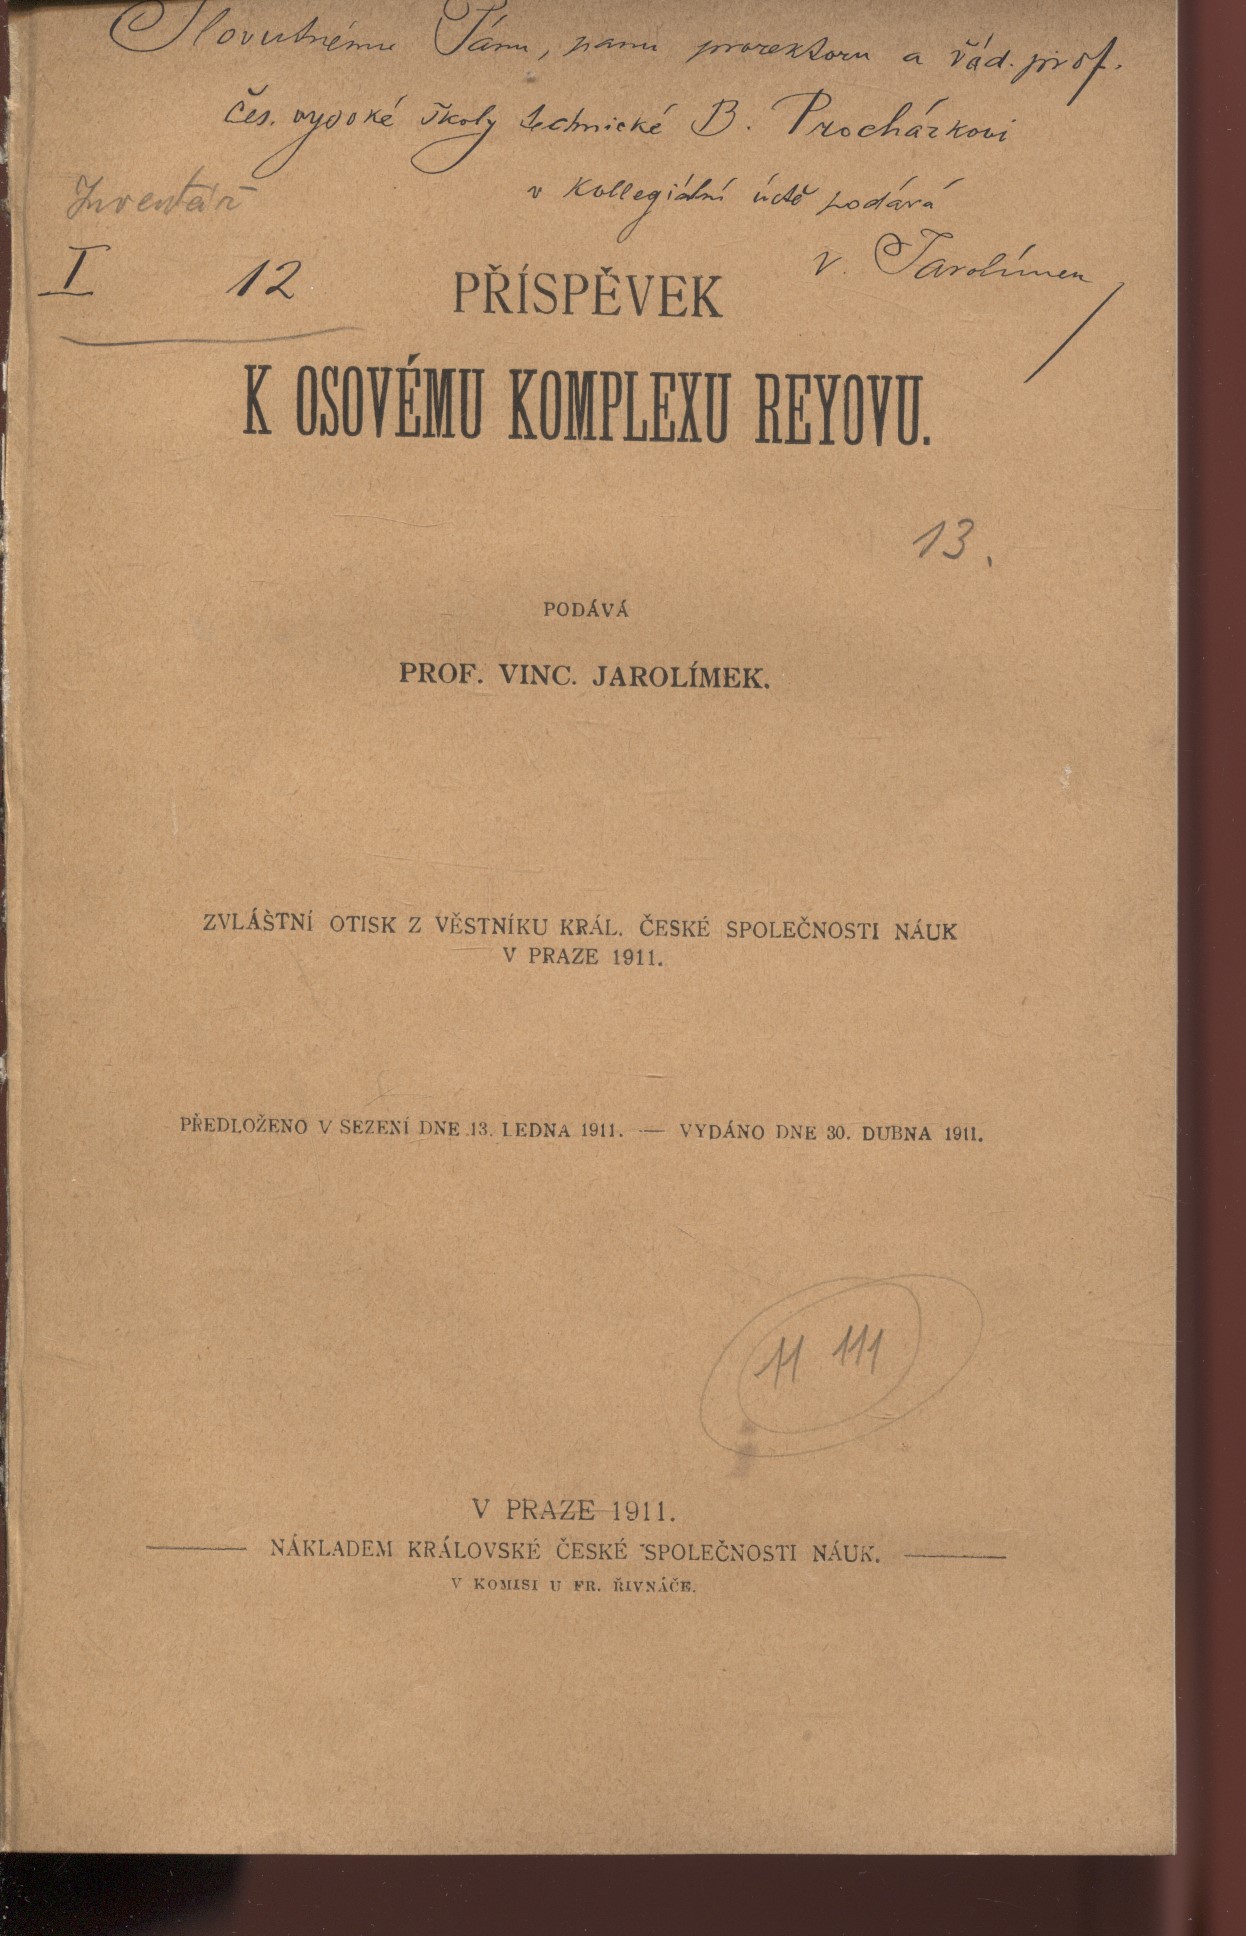 Slovutnému Pánu, panu prorektoru a řád. prof.
čes. vysoké školy technické B. Procházkovi
v kollegiální úctě podává
V. Jarolímek
Inventář
I 12
PŘÍSPĚVEK
K OSOVÉMU KOMPLEXU REYOVU.
13.
PODÁVÁ
PROF. VINC. JAROLÍMEK.
ZVLÁŠTNÍ OTISK Z VĚSTNÍKU KRÁL. ČESKÉ SPOLEČNOSTI NÁUK
V PRAZE 1911.
PŘEDLOŽENO V SEZENÍ DNE 13. LEDNA 1911. — VYDÁNO DNE 30. DUBNA 1911.
11 111
V PRAZE 1911.
NÁKLADEM KRÁLOVSKÉ ČESKÉ SPOLEČNOSTI NÁUK.
V KOMISI U FR. ŘIVNÁČE.